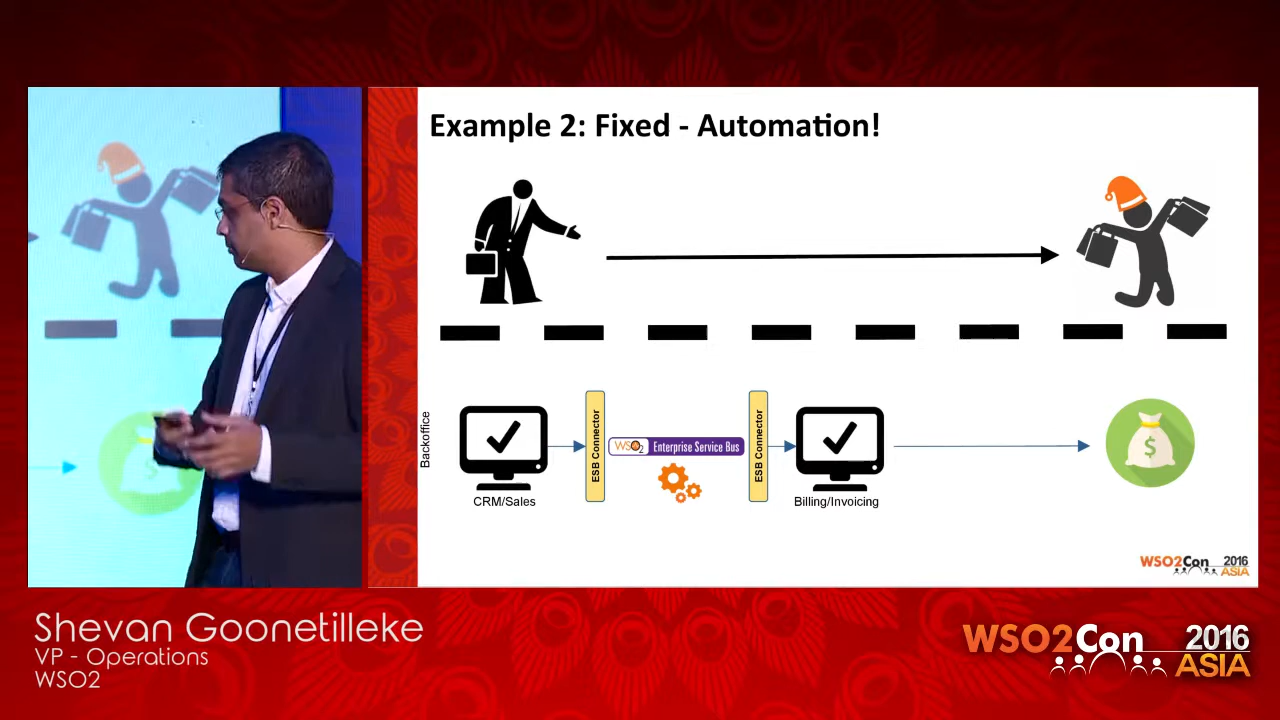 Example 2: Fixed - Automation!
Backoffice
ESB Connector
WSO2 Enterprise Service Bus
ESB Connector
$
CRM/Sales
Billing/Invoicing
WSO2Con 2016
ASIA
Shevan Goonetilleke
VP - Operations
WSO2
WSO2Con 2016
ASIA